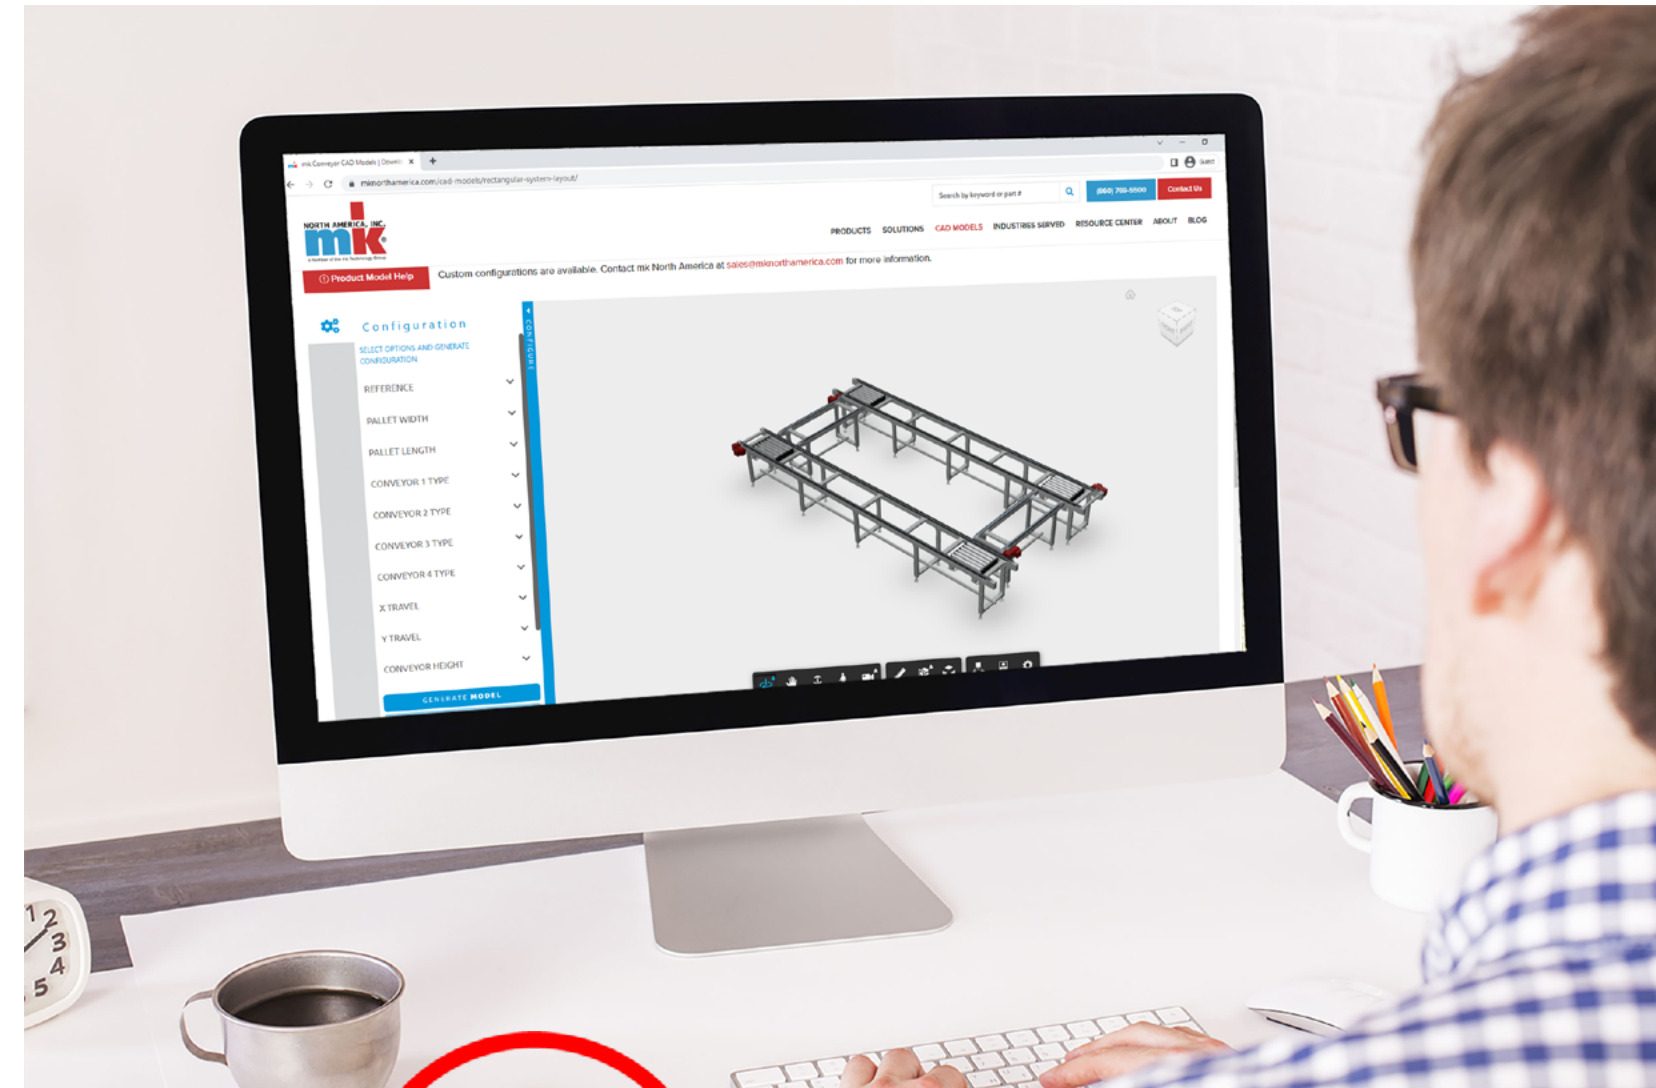 mk Conveyor CAD Models | Downlo
mknorthamerica.com/cad-models/rectangular-system-layout/
Guest
Search by keyword or part #
Contact Us
NORTH AMERICA, INC.
mk
PRODUCTS SOLUTIONS CAD MODELS INDUSTRIES SERVED RESOURCE CENTER ABOUT BLOG
Product Model Help
Custom configurations are available. Contact mk North America at sales@mknorthamerica.com for more information.
CONFIGURE
Configuration
SELECT OPTIONS AND GENERATE
CONFIGURATION
REFERENCE
PALLET WIDTH
PALLET LENGTH
CONVEYOR 1 TYPE
CONVEYOR 2 TYPE
CONVEYOR 3 TYPE
CONVEYOR 4 TYPE
X TRAVEL
Y TRAVEL
CONVEYOR HEIGHT
GENERATE MODEL
1
2
3
4
5